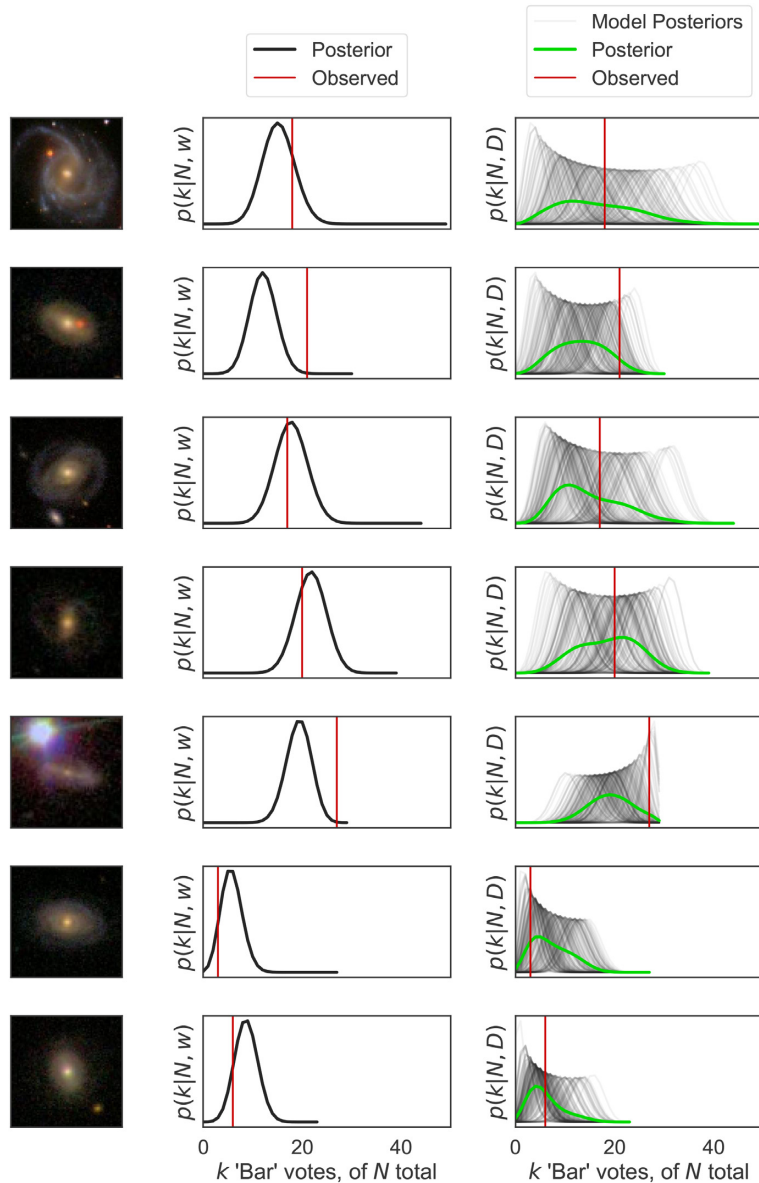 Posterior
Observed
Model Posteriors
Posterior
Observed
p(k|N, w)
p(k|N, D)
p(k|N, w)
p(k|N, D)
p(k|N, w)
p(k|N, D)
p(k|N, w)
p(k|N, D)
p(k|N, w)
p(k|N, D)
p(k|N, w)
p(k|N, D)
p(k|N, w)
p(k|N, D)
0 20 40
0 20 40
k 'Bar' votes, of N total
k 'Bar' votes, of N total